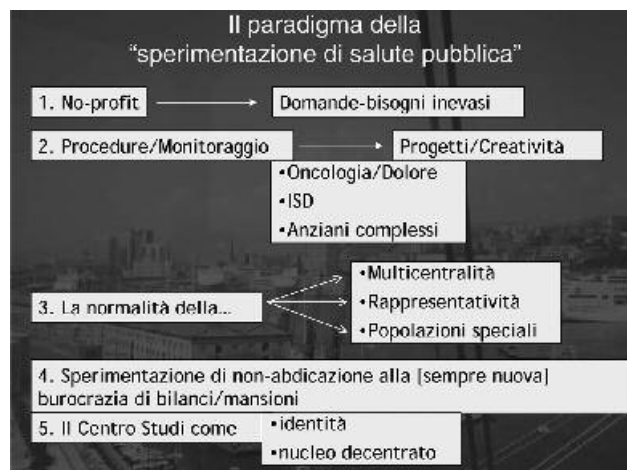 Il paradigma della
“sperimentazione di salute pubblica”
1. No-profit
Domande-bisogni inevasi
2. Procedure/Monitoraggio
Progetti/Creatività
•Oncologia/Dolore
•ISD
•Anziani complessi
3. La normalità della...
•Multicentralità
•Rappresentatività
•Popolazioni speciali
4. Sperimentazione di non-abdicazione alla [sempre nuova]
burocrazia di bilanci/mansioni
5. Il Centro Studi come
•identità
•nucleo decentrato